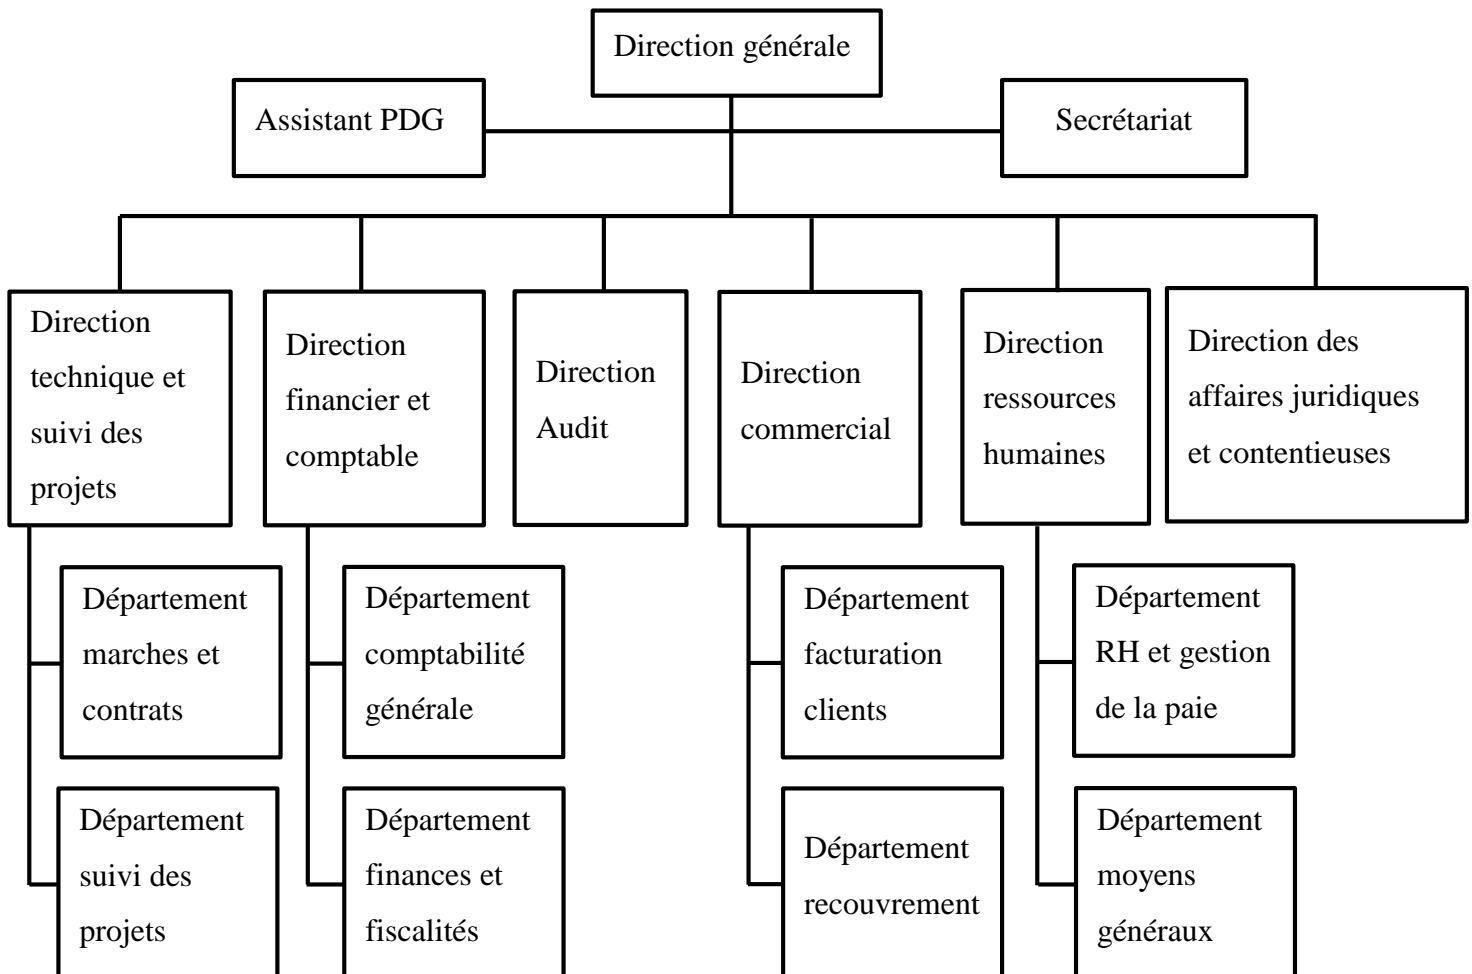 Direction générale
Assistant PDG
Secrétariat
Direction
technique et
suivi des
projets
Direction
financier et
comptable
Direction
Audit
Direction
commercial
Direction
ressources
humaines
Direction des
affaires juridiques
et contentieuses
Département
marches et
contrats
Département
comptabilité
générale
Département
facturation
clients
Département
RH et gestion
de la paie
Département
suivi des
projets
Département
finances et
fiscalités
Département
recouvrement
Département
moyens
généraux